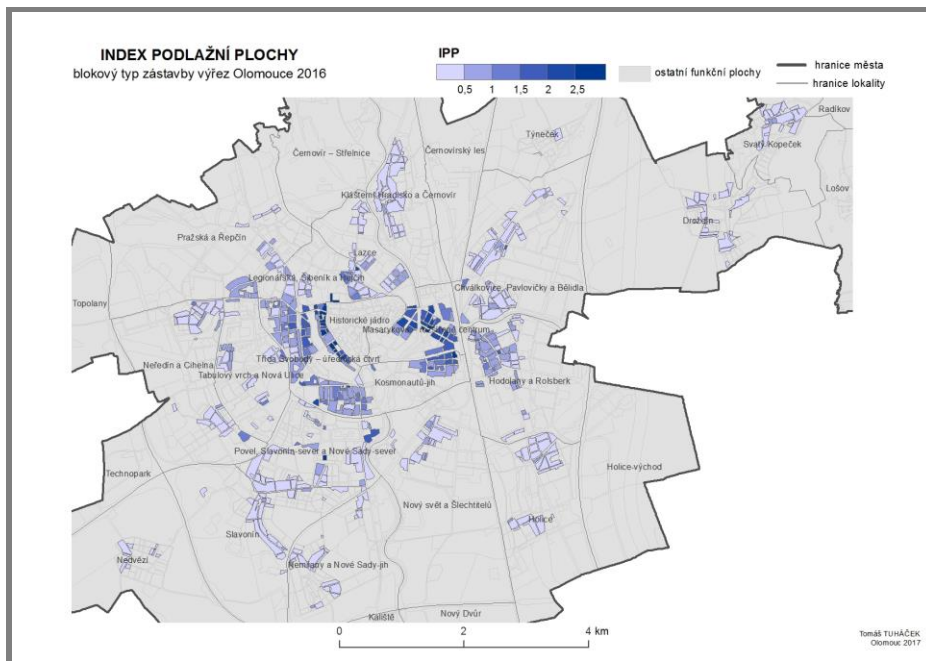 INDEX PODLAŽNÍ PLOCHY
blokový typ zástavby výřez Olomouce 2016
IPP
0,5 1 1,5 2 2,5
ostatní funkční plochy
hranice města
hranice lokality
Radíkov
Týneček
Svatý Kopeček
Černovír – Střelnice
Černovírský les
Lošov
Klášterní Hradisko a Černovír
Droždín
Pražská a Řepčín
Lazce
Legionářská, Šibeník a Hejčín
Chválkovice, Pavlovičky a Bělidla
Topolany
Historické jádro
Masarykova
centrum
Třída Svobody – úřednická čtvrť
Neředín a Cihelna
Tabulový vrch a Nová Ulice
Kosmonautů-jih
Hodolany a Rolsberk
Povel, Slavonín-sever a Nové Sady-sever
Technopark
Holice-východ
Nový svět a Šlechtitelů
Holice
Slavonín
Nedvězí
Nemilany a Nové Sady-jih
Kaliště
Nový Dvůr
0 2 4 km
Tomáš TUHÁČEK
Olomouc 2017